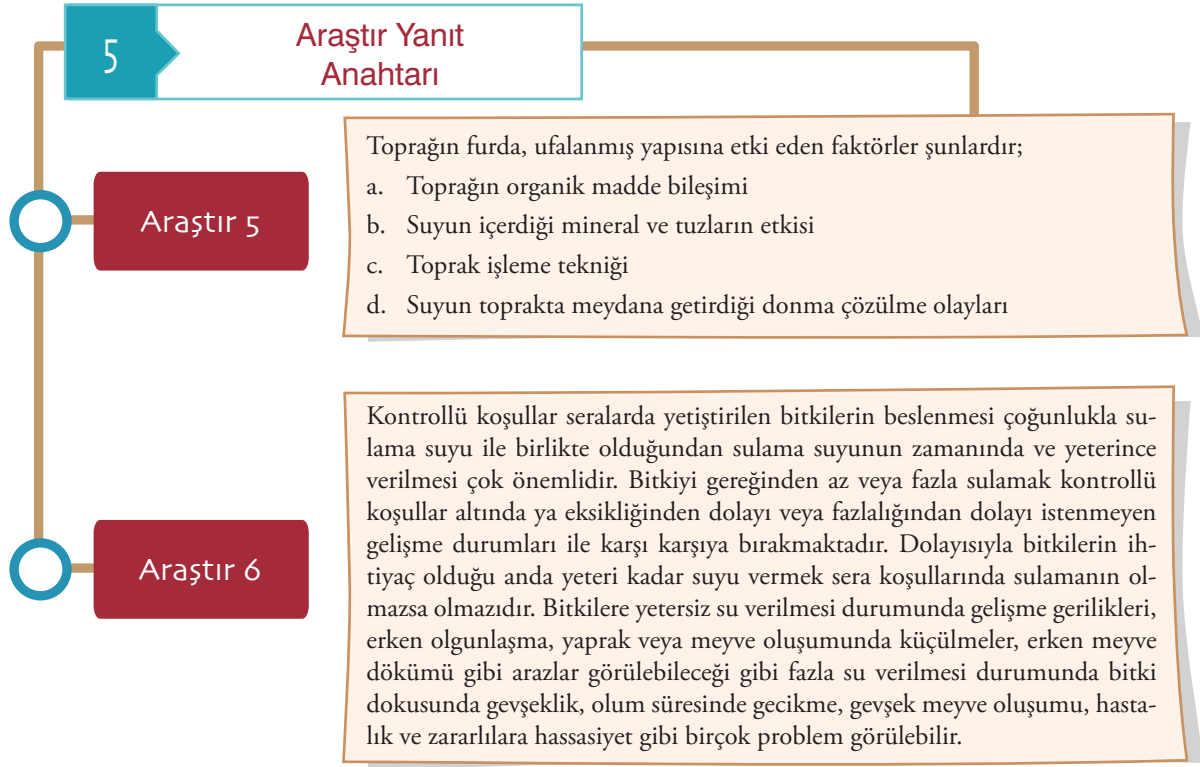 5
Araştır Yanıt
Anahtarı
Araştır 5
Toprağın furda, ufalanmış yapısına etki eden faktörler şunlardır;
a. Toprağın organik madde bileşimi
b. Suyun içerdiği mineral ve tuzların etkisi
c. Toprak işleme tekniği
d. Suyun toprakta meydana getirdiği donma çözülme olayları
Araştır 6
Kontrollü koşullar seralarda yetiştirilen bitkilerin beslenmesi çoğunlukla su-
lama suyu ile birlikte olduğundan sulama suyunun zamanında ve yeterince
verilmesi çok önemlidir. Bitkiyi gereğinden az veya fazla sulamak kontrollü
koşullar altında ya eksikliğinden dolayı veya fazlalığından dolayı istenmeyen
gelişme durumları ile karşı karşıya bırakmaktadır. Dolayısıyla bitkilerin ih-
tiyaç olduğu anda yeteri kadar suyu vermek sera koşullarında sulamanın ol-
mazsa olmazıdır. Bitkilere yetersiz su verilmesi durumunda gelişme gerilikleri,
erken olgunlaşma, yaprak veya meyve oluşumunda küçülmeler, erken meyve
dökümü gibi arazlar görülebileceği gibi fazla su verilmesi durumunda bitki
dokusunda gevşeklik, olum süresinde gecikme, gevşek meyve oluşumu, hasta-
lık ve zararlılara hassasiyet gibi birçok problem görülebilir.